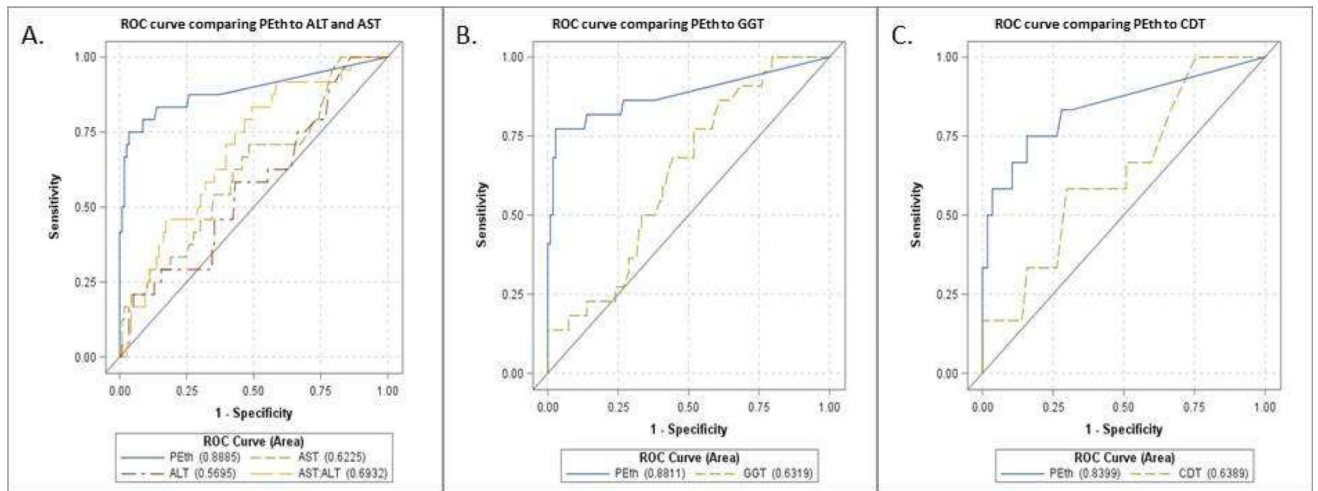 A.
ROC curve comparing PEth to ALT and AST
1.00
0.75
0.50
0.25
0.00
Sensitivity
0.00 0.25 0.50 0.75 1.00
1 - Specificity
ROC Curve (Area)
PEth (0.8885) AST (0.6225)
ALT (0.5695) AST:ALT (0.6932)
B.
ROC curve comparing PEth to GGT
1.00
0.75
0.50
0.25
0.00
Sensitivity
0.00 0.25 0.50 0.75 1.00
1 - Specificity
ROC Curve (Area)
PEth (0.8811) GGT (0.6319)
C.
ROC curve comparing PEth to CDT
1.00
0.75
0.50
0.25
0.00
Sensitivity
0.00 0.25 0.50 0.75 1.00
1 - Specificity
ROC Curve (Area)
PEth (0.8399) CDT (0.6389)